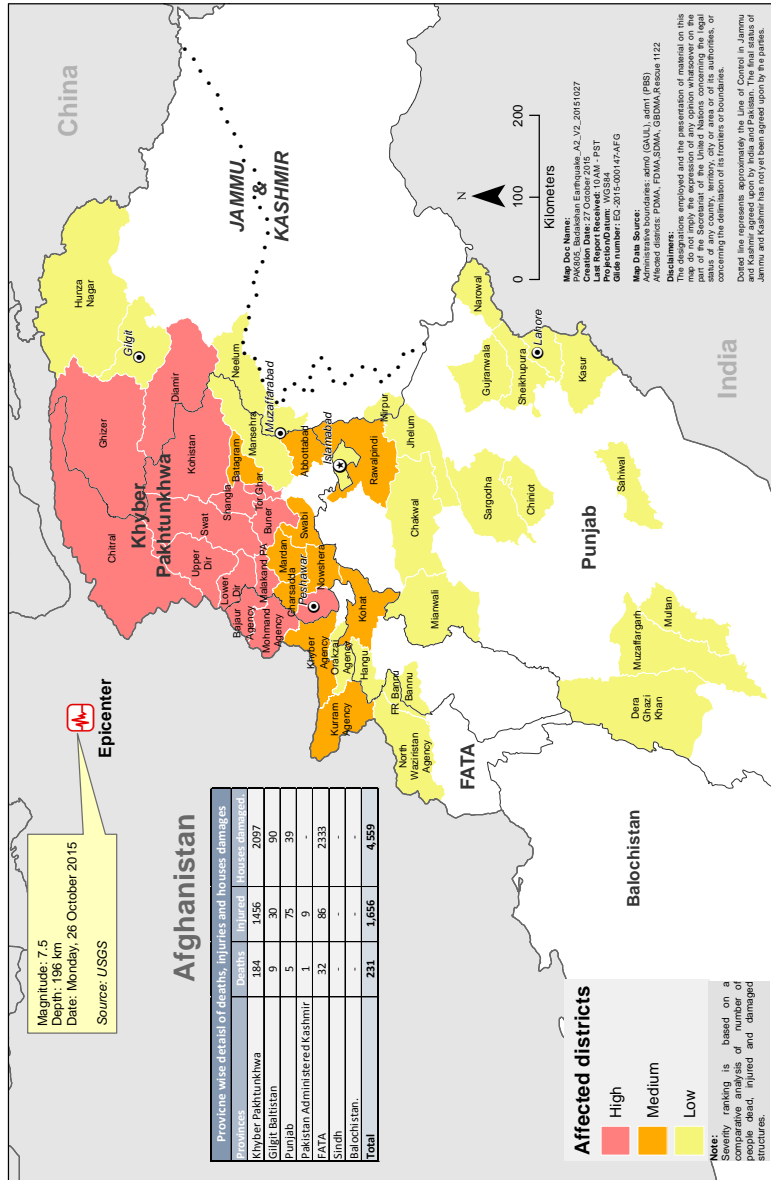 China
Hunza
Nagar
Gilgit
Ghizer
Diamir
JAMMU
&
KASHMIR
Neelum
Muzaffarabad
Khyber
Pakhtunkhwa
Chitral
Kohistan
Mansehra
Batagram
Abbottabad
Islamabad
Rawalpindi
Mirpur
Swat
Shangla
Tor Ghar
Upper
Dir
Buner
Lower
Dir
Malakand PA
Bajaur
Agency
Mohmand
Agency
Mardan
Swabi
Charsadda
Peshawar
Nowshera
Khyber
Agency
Orakzai
Agency
Kohat
Kurram
Agency
Hangu
FR Bannu
Bannu
North
Waziristan
Agency
FATA
Jhelum
Chakwal
Mianwali
Sargodha
Chiniot
Punjab
Narowal
Gujranwala
Sheikhupura
Lahore
Kasur
Sahiwal
Muzaffargarh
Multan
Dera
Ghazi
Khan
India
Balochistan
Afghanistan
Epicenter
Magnitude: 7.5
Depth: 196 km
Date: Monday, 26 October 2015
Source: USGS
Provicne wise detaisl of deaths, injuries and houses damages
Provinces Deaths Injured Houses damaged.
Khyber Pakhtunkhwa 184 1456 2097
Gilgit Baltistan 9 30 90
Punjab 5 75 39
Pakistan Administered Kashmir 1 9 -
FATA 32 86 2333
Sindh - - -
Balochistan. - - -
Total 231 1,656 4,559
Affected districts
High
Medium
Low
Note:
Severity ranking is based on a
comparative analysis of number of
people dead, injured and damaged
structures.
N
0 100 200
Kilometers
Map Doc Name:
PAK805_Badakshan Earthquake_A2_V2_20151027
Creation Date: 27 October 2015
Last Report Received: 10 AM - PST
Projection/Datum: WGS84
Glide number: EQ-2015-000147-AFG
Map Data Source:
Administrative boundaries: adm0 (GAUL), adm1 (PBS)
Affected districts: PDMA, FDMA,SDMA, GBDMA,Rescue 1122
Disclaimers:
The designations employed and the presentation of material on this
map do not imply the expression of any opinion whatsoever on the
part of the Secretariat of the United Nations concerning the legal
status of any country, territory, city or area or of its authorities, or
concerning the delimitation of its frontiers or boundaries.
Dotted line represents approximately the Line of Control in Jammu
and Kashmir agreed upon by India and Pakistan. The final status of
Jammu and Kashmir has not yet been agreed upon by the parties.